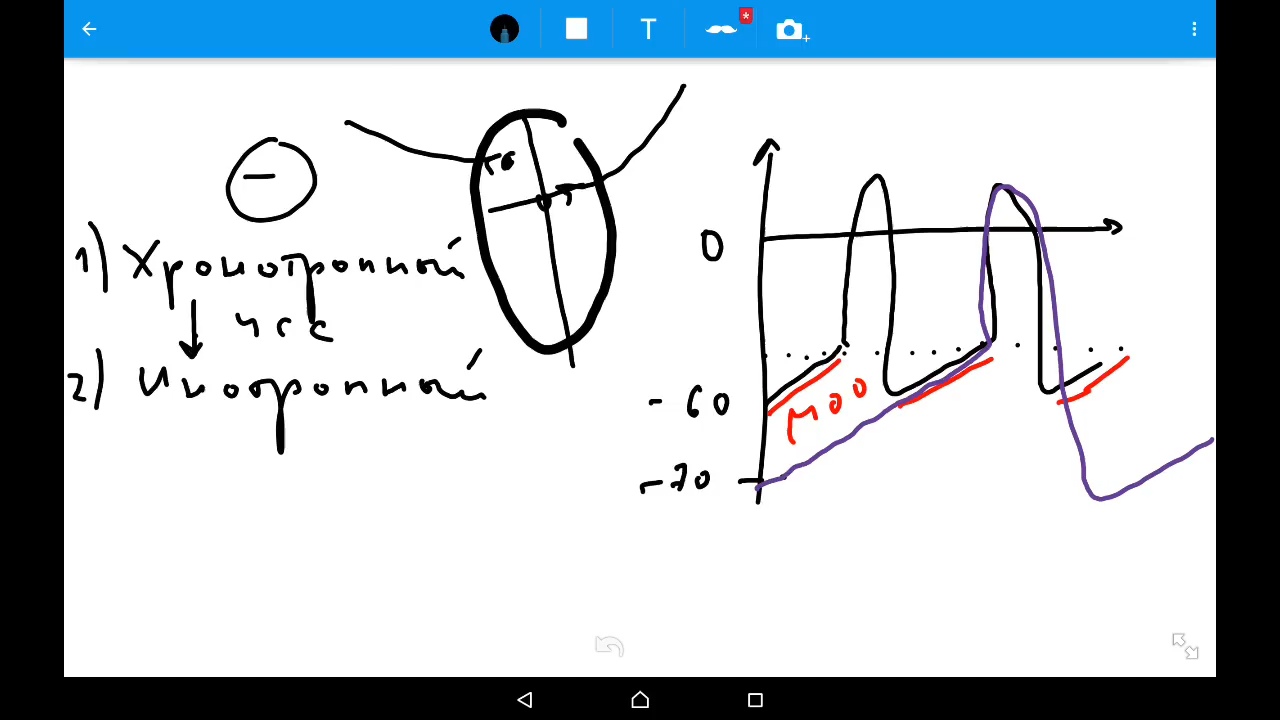 T
1) Хронотропный
↓ ЧСС
2) Инотропный
0
- 60
- 70
МДД